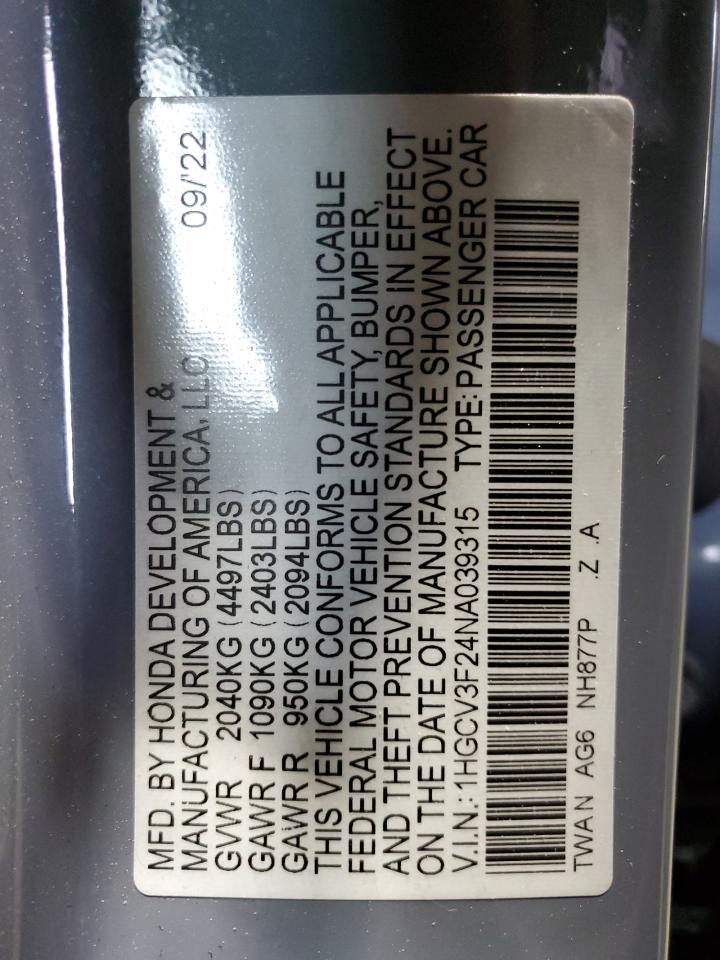 MFD. BY HONDA DEVELOPMENT &
MANUFACTURING OF AMERICA, LLC 09/'22
GVWR 2040KG (4497LBS)
GAWR F 1090KG (2403LBS)
GAWR R 950KG (2094LBS)
THIS VEHICLE CONFORMS TO ALL APPLICABLE
FEDERAL MOTOR VEHICLE SAFETY, BUMPER,
AND THEFT PREVENTION STANDARDS IN EFFECT
ON THE DATE OF MANUFACTURE SHOWN ABOVE.
V.I.N.: 1HGCV3F24NA039315 TYPE: PASSENGER CAR
TWAN AG6 NH877P .Z .A